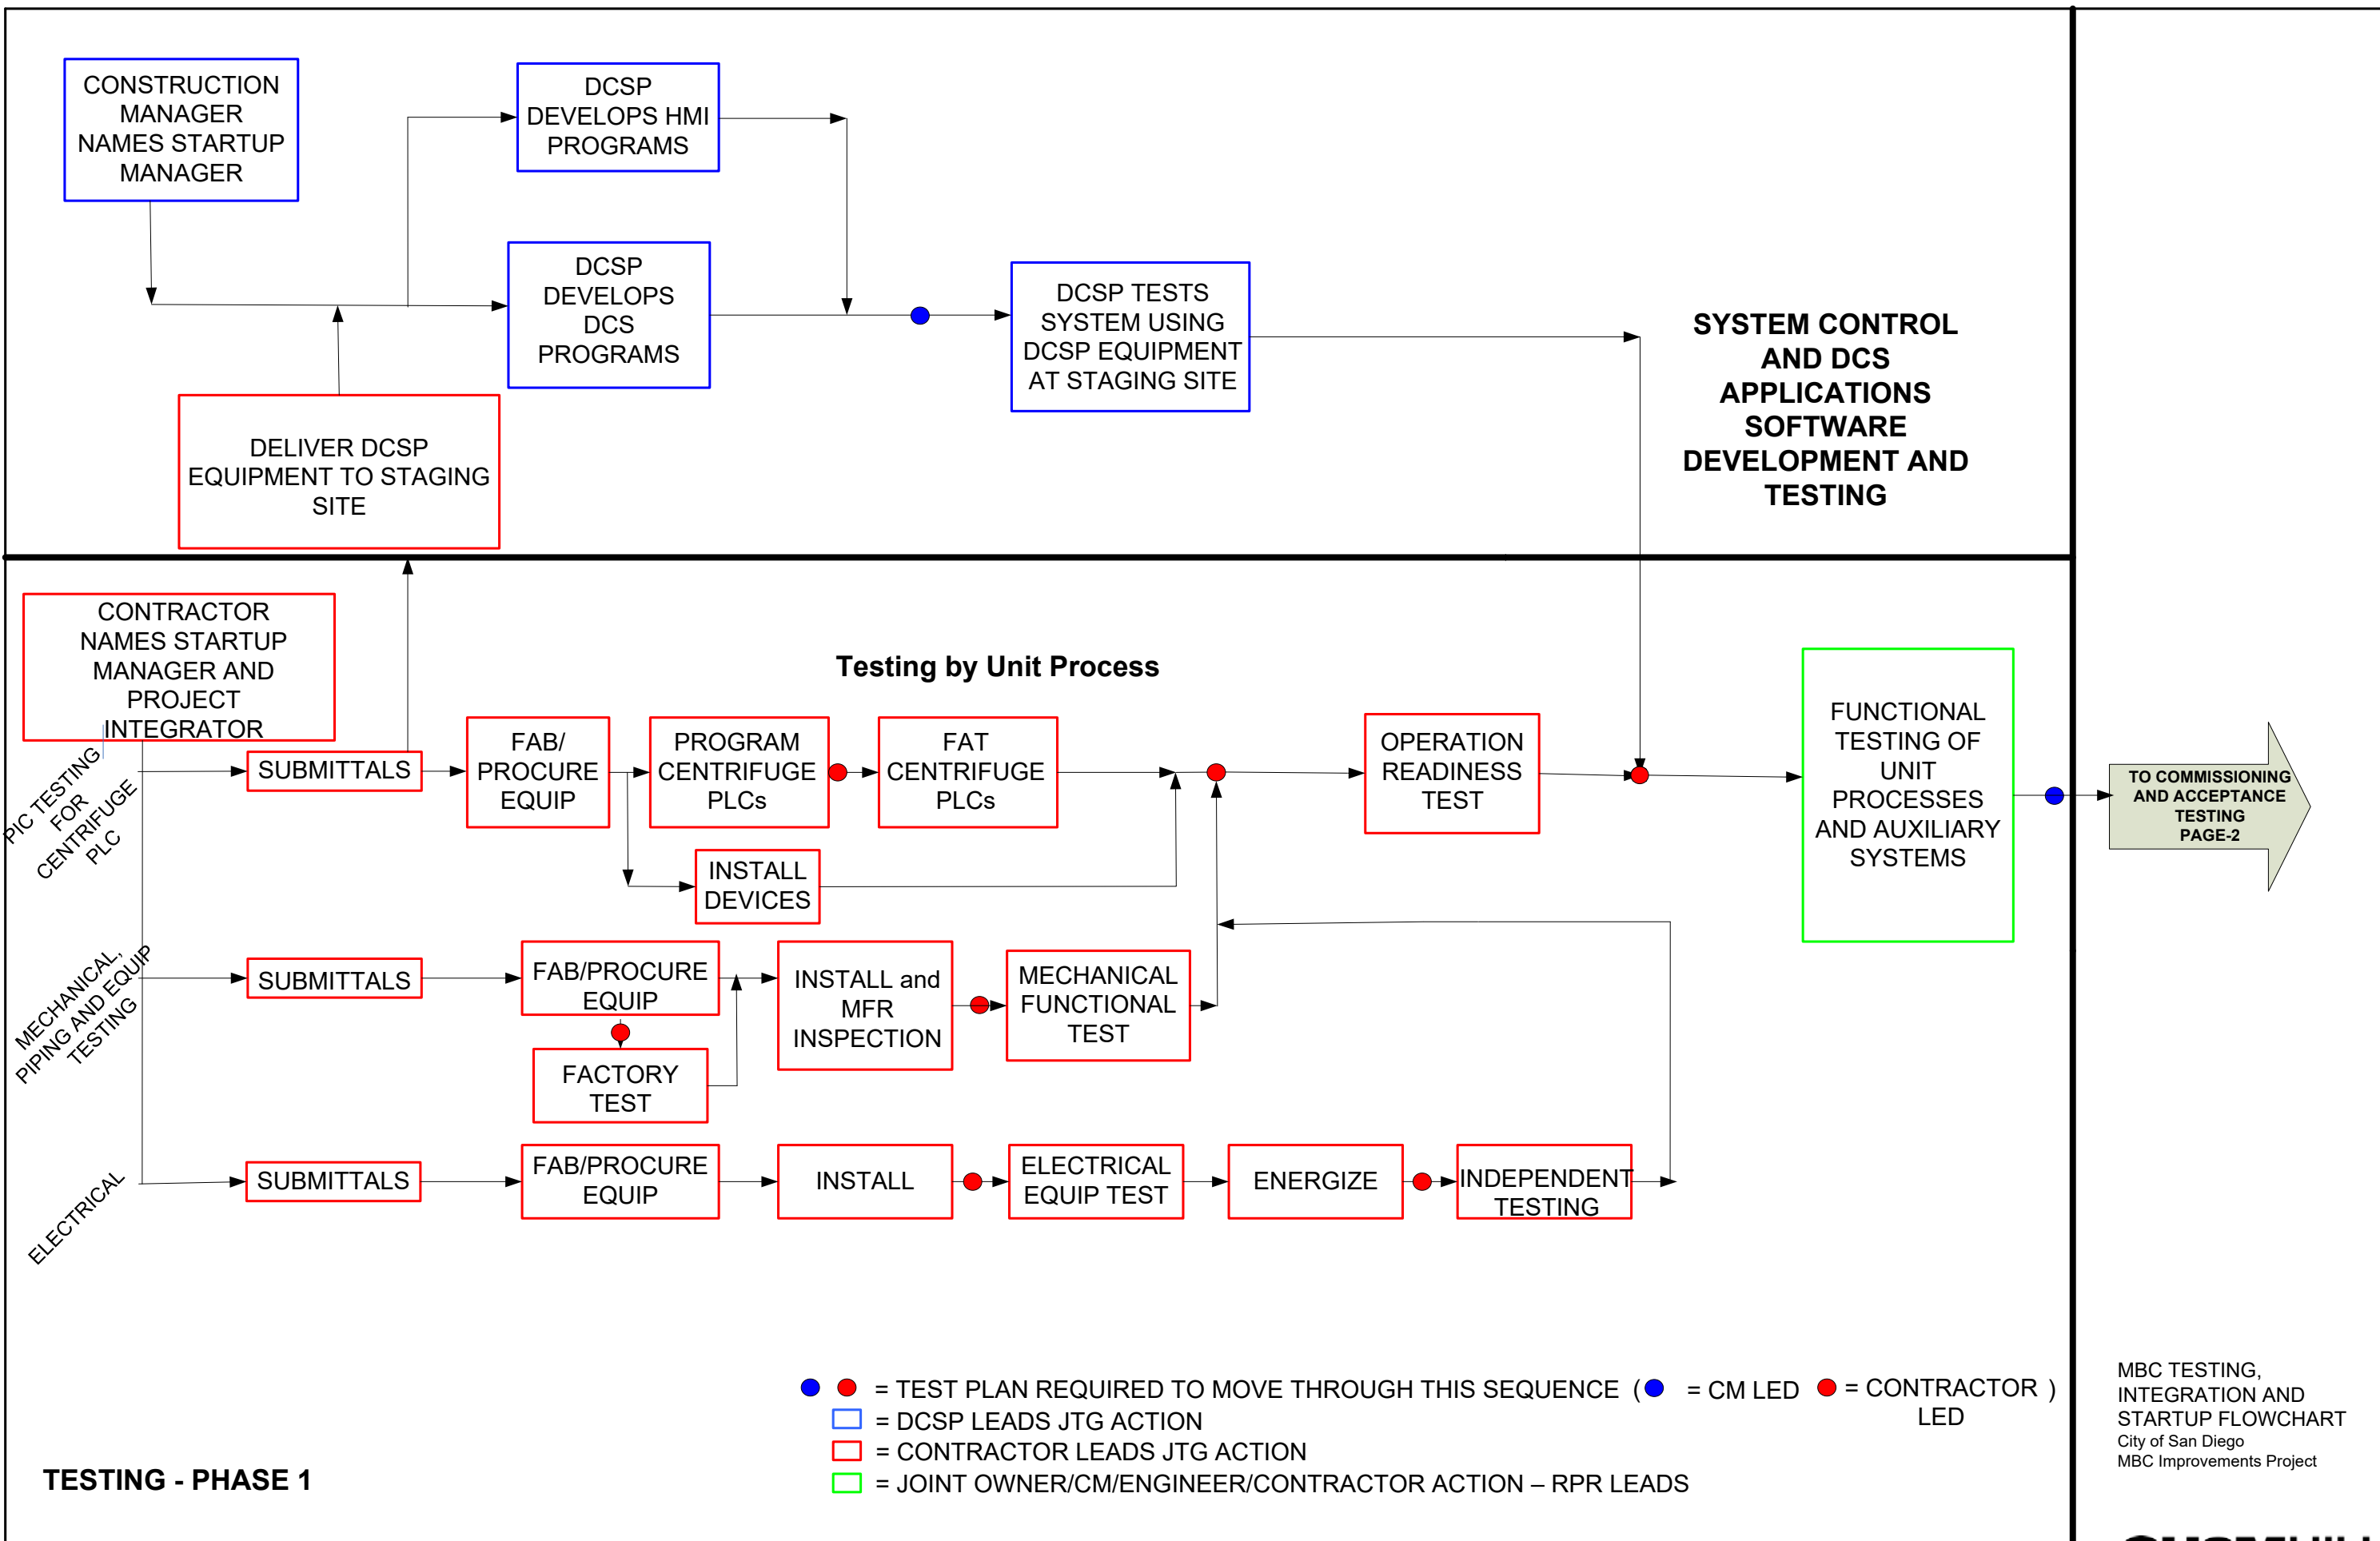 CONSTRUCTION
MANAGER
NAMES STARTUP
MANAGER
DCSP
DEVELOPS HMI
PROGRAMS
DCSP
DEVELOPS
DCS
PROGRAMS
DCSP TESTS
SYSTEM USING
DCSP EQUIPMENT
AT STAGING SITE
DELIVER DCSP
EQUIPMENT TO STAGING
SITE
SYSTEM CONTROL
AND DCS
APPLICATIONS
SOFTWARE
DEVELOPMENT AND
TESTING
CONTRACTOR
NAMES STARTUP
MANAGER AND
PROJECT
INTEGRATOR
Testing by Unit Process
PIC TESTING
FOR
CENTRIFUGE
PLC
SUBMITTALS
FAB/
PROCURE
EQUIP
PROGRAM
CENTRIFUGE
PLCs
FAT
CENTRIFUGE
PLCs
OPERATION
READINESS
TEST
FUNCTIONAL
TESTING OF
UNIT
PROCESSES
AND AUXILIARY
SYSTEMS
TO COMMISSIONING
AND ACCEPTANCE
TESTING
PAGE-2
INSTALL
DEVICES
MECHANICAL,
PIPING AND EQUIP
TESTING
SUBMITTALS
FAB/PROCURE
EQUIP
FACTORY
TEST
INSTALL and
MFR
INSPECTION
MECHANICAL
FUNCTIONAL
TEST
ELECTRICAL
SUBMITTALS
FAB/PROCURE
EQUIP
INSTALL
ELECTRICAL
EQUIP TEST
ENERGIZE
INDEPENDENT
TESTING
= TEST PLAN REQUIRED TO MOVE THROUGH THIS SEQUENCE ( = CM LED = CONTRACTOR )
LED
= DCSP LEADS JTG ACTION
= CONTRACTOR LEADS JTG ACTION
= JOINT OWNER/CM/ENGINEER/CONTRACTOR ACTION – RPR LEADS
TESTING - PHASE 1
MBC TESTING,
INTEGRATION AND
STARTUP FLOWCHART
City of San Diego
MBC Improvements Project